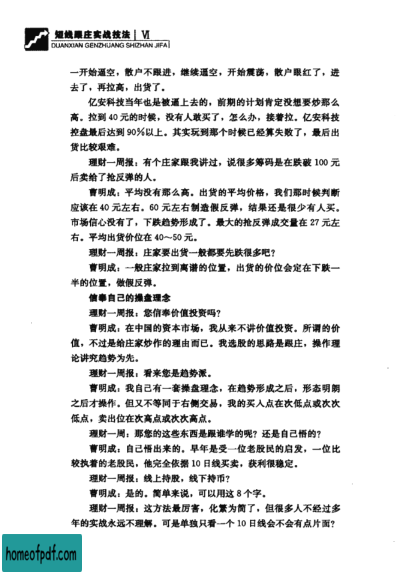 短线跟庄实战技法 | Ⅵ
DUANXIAN GENZHUANG SHIZHAN JIFA
一开始逼空，散户不跟进，继续逼空，开始震荡，散户跟红了，进
去了，再拉高，出货了。
亿安科技当年也是被逼上去的，前期的计划肯定没想要炒那么
高。拉到 40 元的时候，没有人敢买了，怎么办，接着拉。亿安科技
控盘最后达到 90%以上。其实玩到那个时候已经算失败了，最后出
货比较艰难。
理财一周报：有个庄家跟我讲过，说很多筹码是在跌破 100 元
后卖给了抢反弹的人。
曹明成：平均没有那么高。出货的平均价格，我们那时候判断
应该在 40 元左右。60 元左右制造假反弹，结果还是很少有人买。
市场信心没有了，下跌趋势形成了。最大的抢反弹成交量在 27 元左
右。平均出货价位在 40～50 元。
理财一周报：庄家要出货一般都要先跌很多吧？
曹明成：一般庄家拉到离谱的位置，出货的价位会定在下跌一
半的位置，做假反弹。
信奉自己的操盘理念
理财一周报：您信奉价值投资吗？
曹明成：在中国的资本市场，我从来不讲价值投资。所谓的价
值，不过是给庄家炒作的理由而已。我选股的思路是跟庄，操作理
论讲究趋势为先。
理财一周报：看来您是趋势派。
曹明成：我自己有一套操盘理念，在趋势形成之后，形态明朗
之后才操作。但又不等同于右侧交易，我的买入点在次低点或次次
低点，卖出位在次高点或次次高点。
理财一周：那您的这些东西是跟谁学的呢？还是自己悟的？
曹明成：自己悟出来的。早年是受一位老股民的启发，一位比
较执着的老股民，他完全依据 10 日线买卖，获利很稳定。
理财一周报：线上持股，线下持币？
曹明成：是的。简单来说，可以用这 8 个字。
理财一周报：这方法最厉害，化繁为简了，但很多人不经过多
年的实战永远不理解。可是单独只看一个 10 日线会不会有点片面？
homeofpdf.com